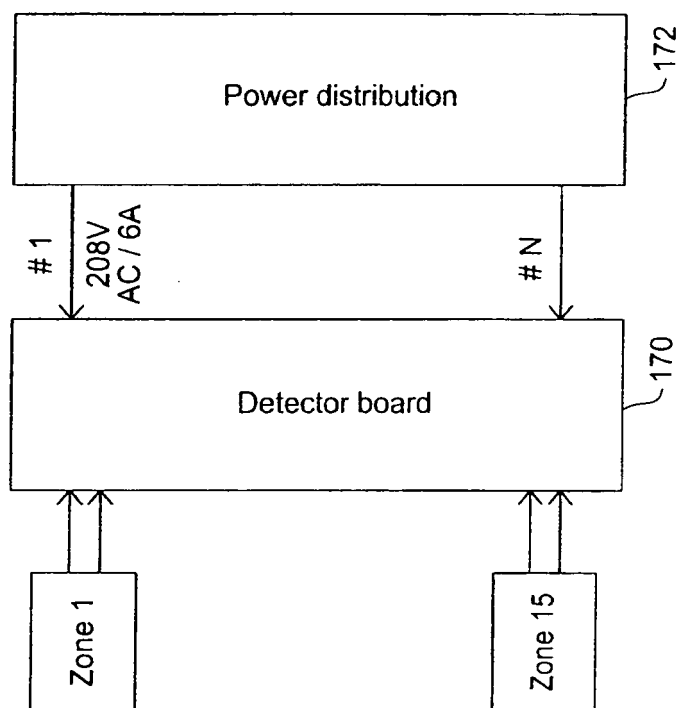 Power distribution
172
# 1
208V
AC / 6A
# N
Detector board
170
Zone 1
Zone 15